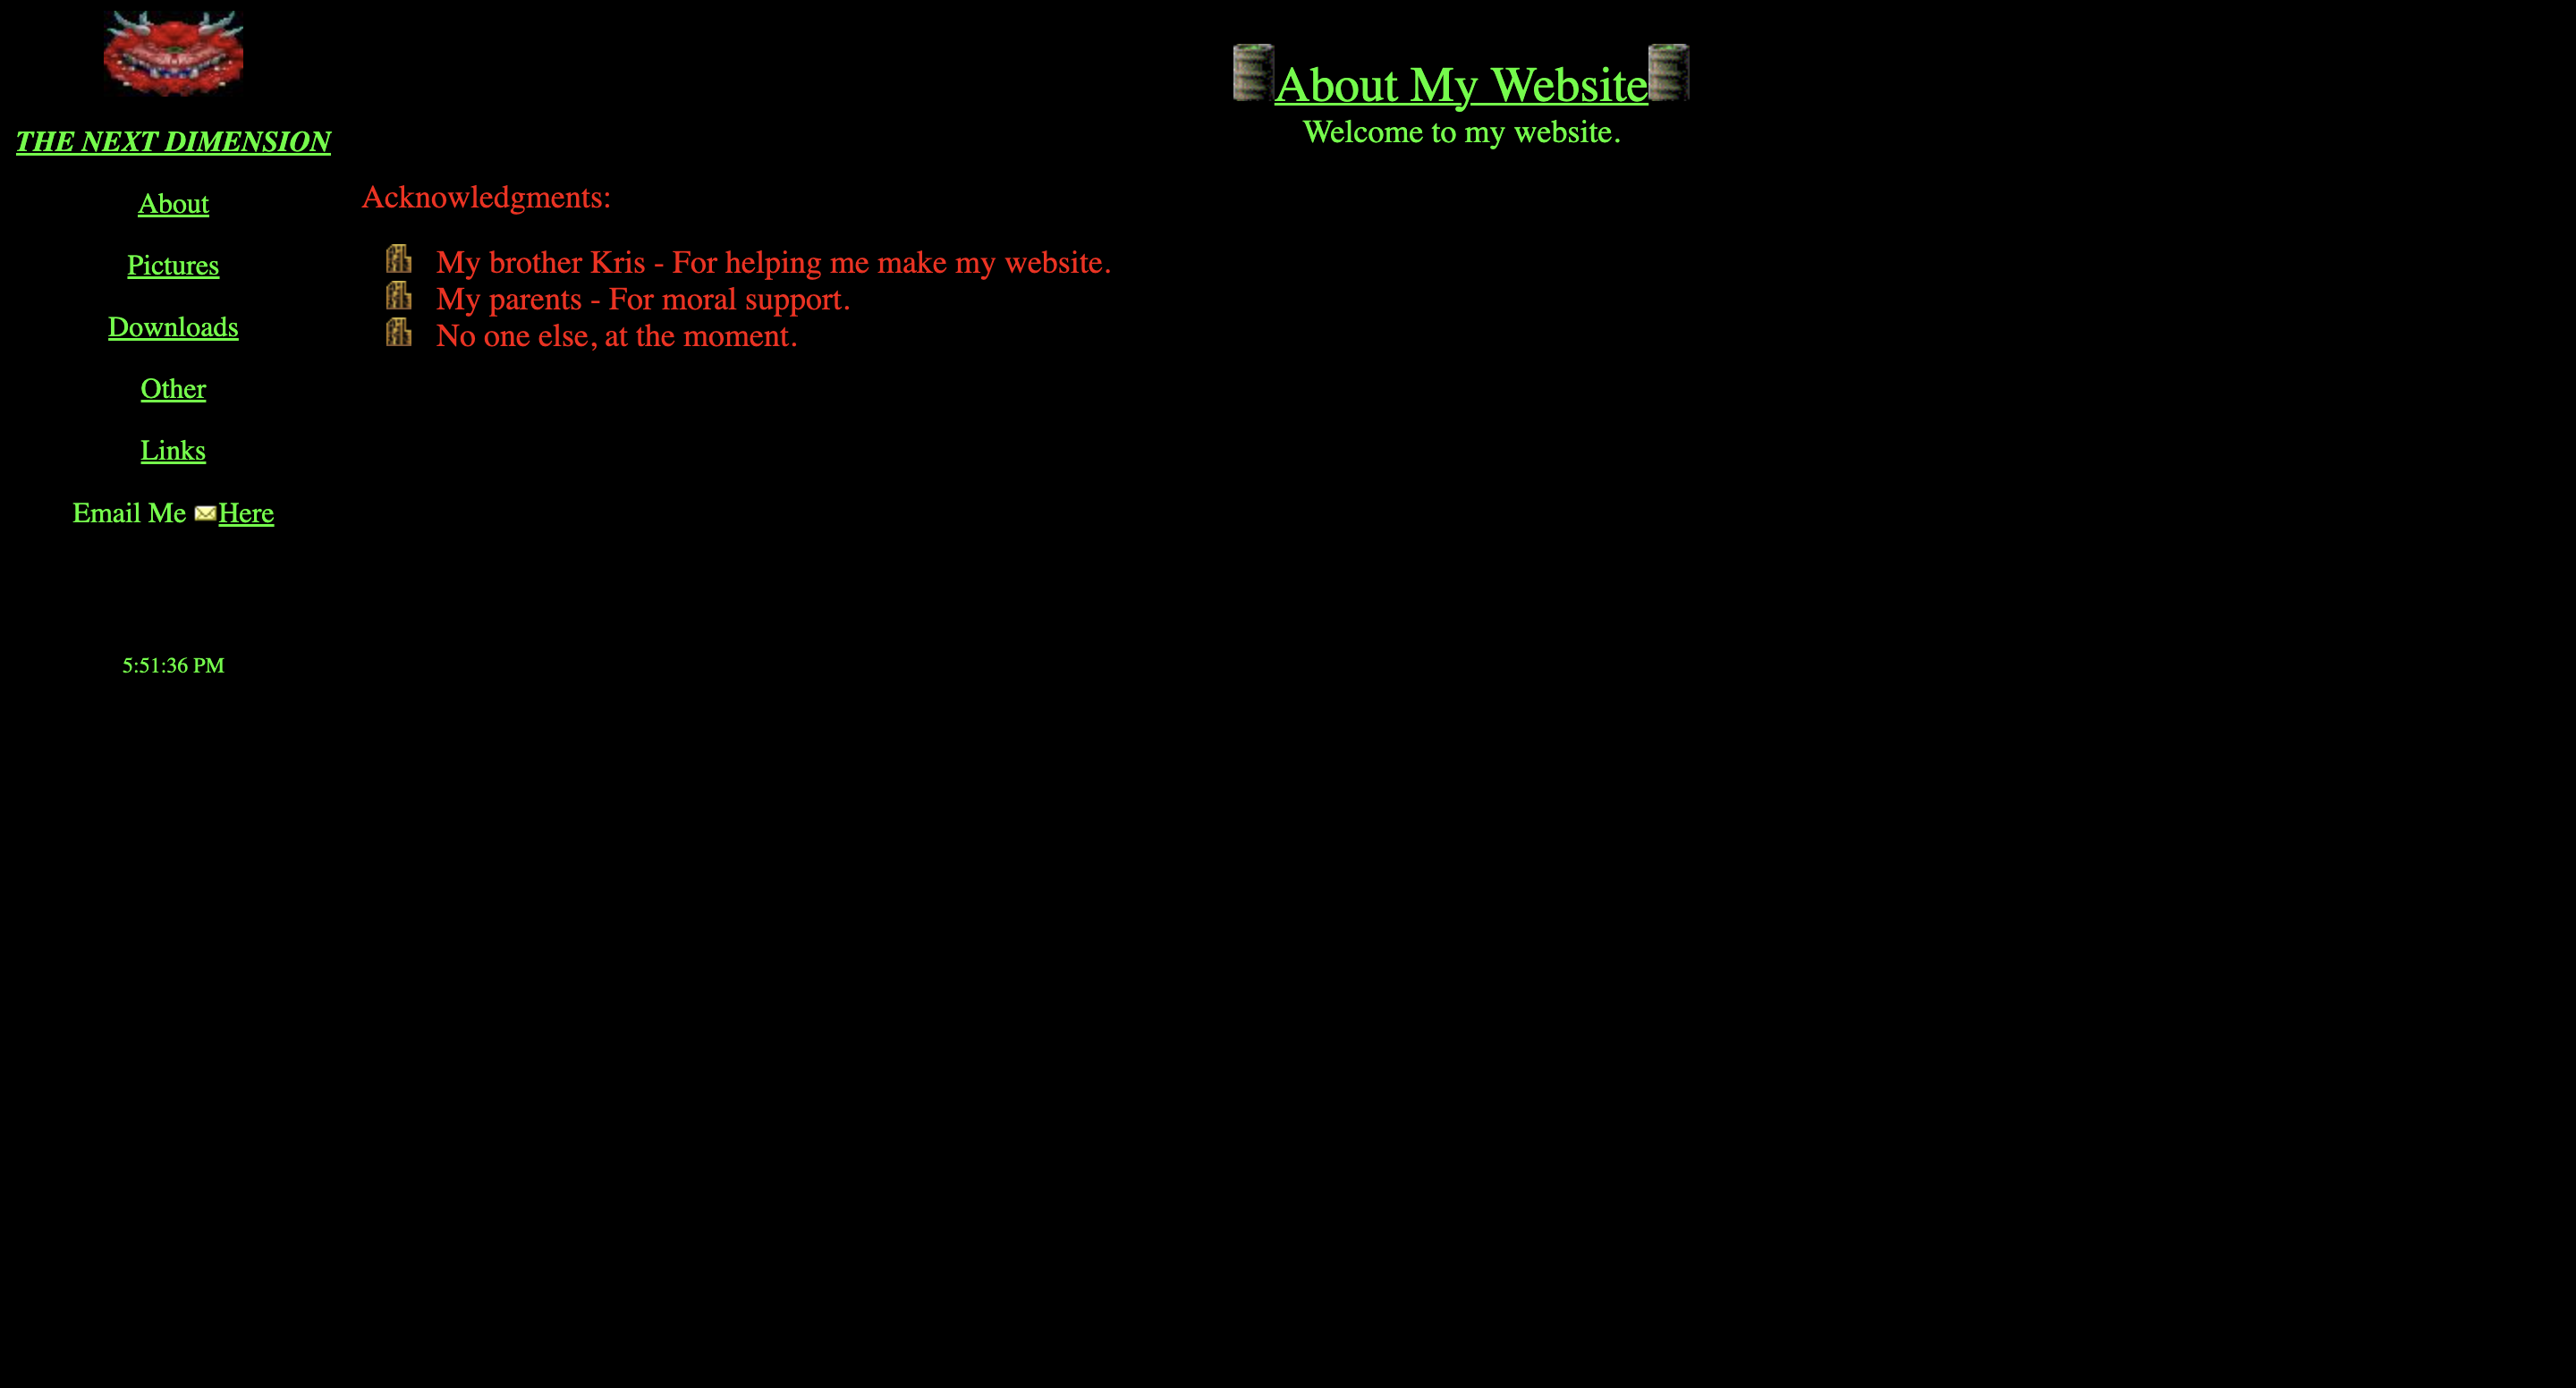 THE NEXT DIMENSION
About
Pictures
Downloads
Other
Links
Email Me Here
5:51:36 PM
About My Website
Welcome to my website.
Acknowledgments:
My brother Kris - For helping me make my website.
My parents - For moral support.
No one else, at the moment.